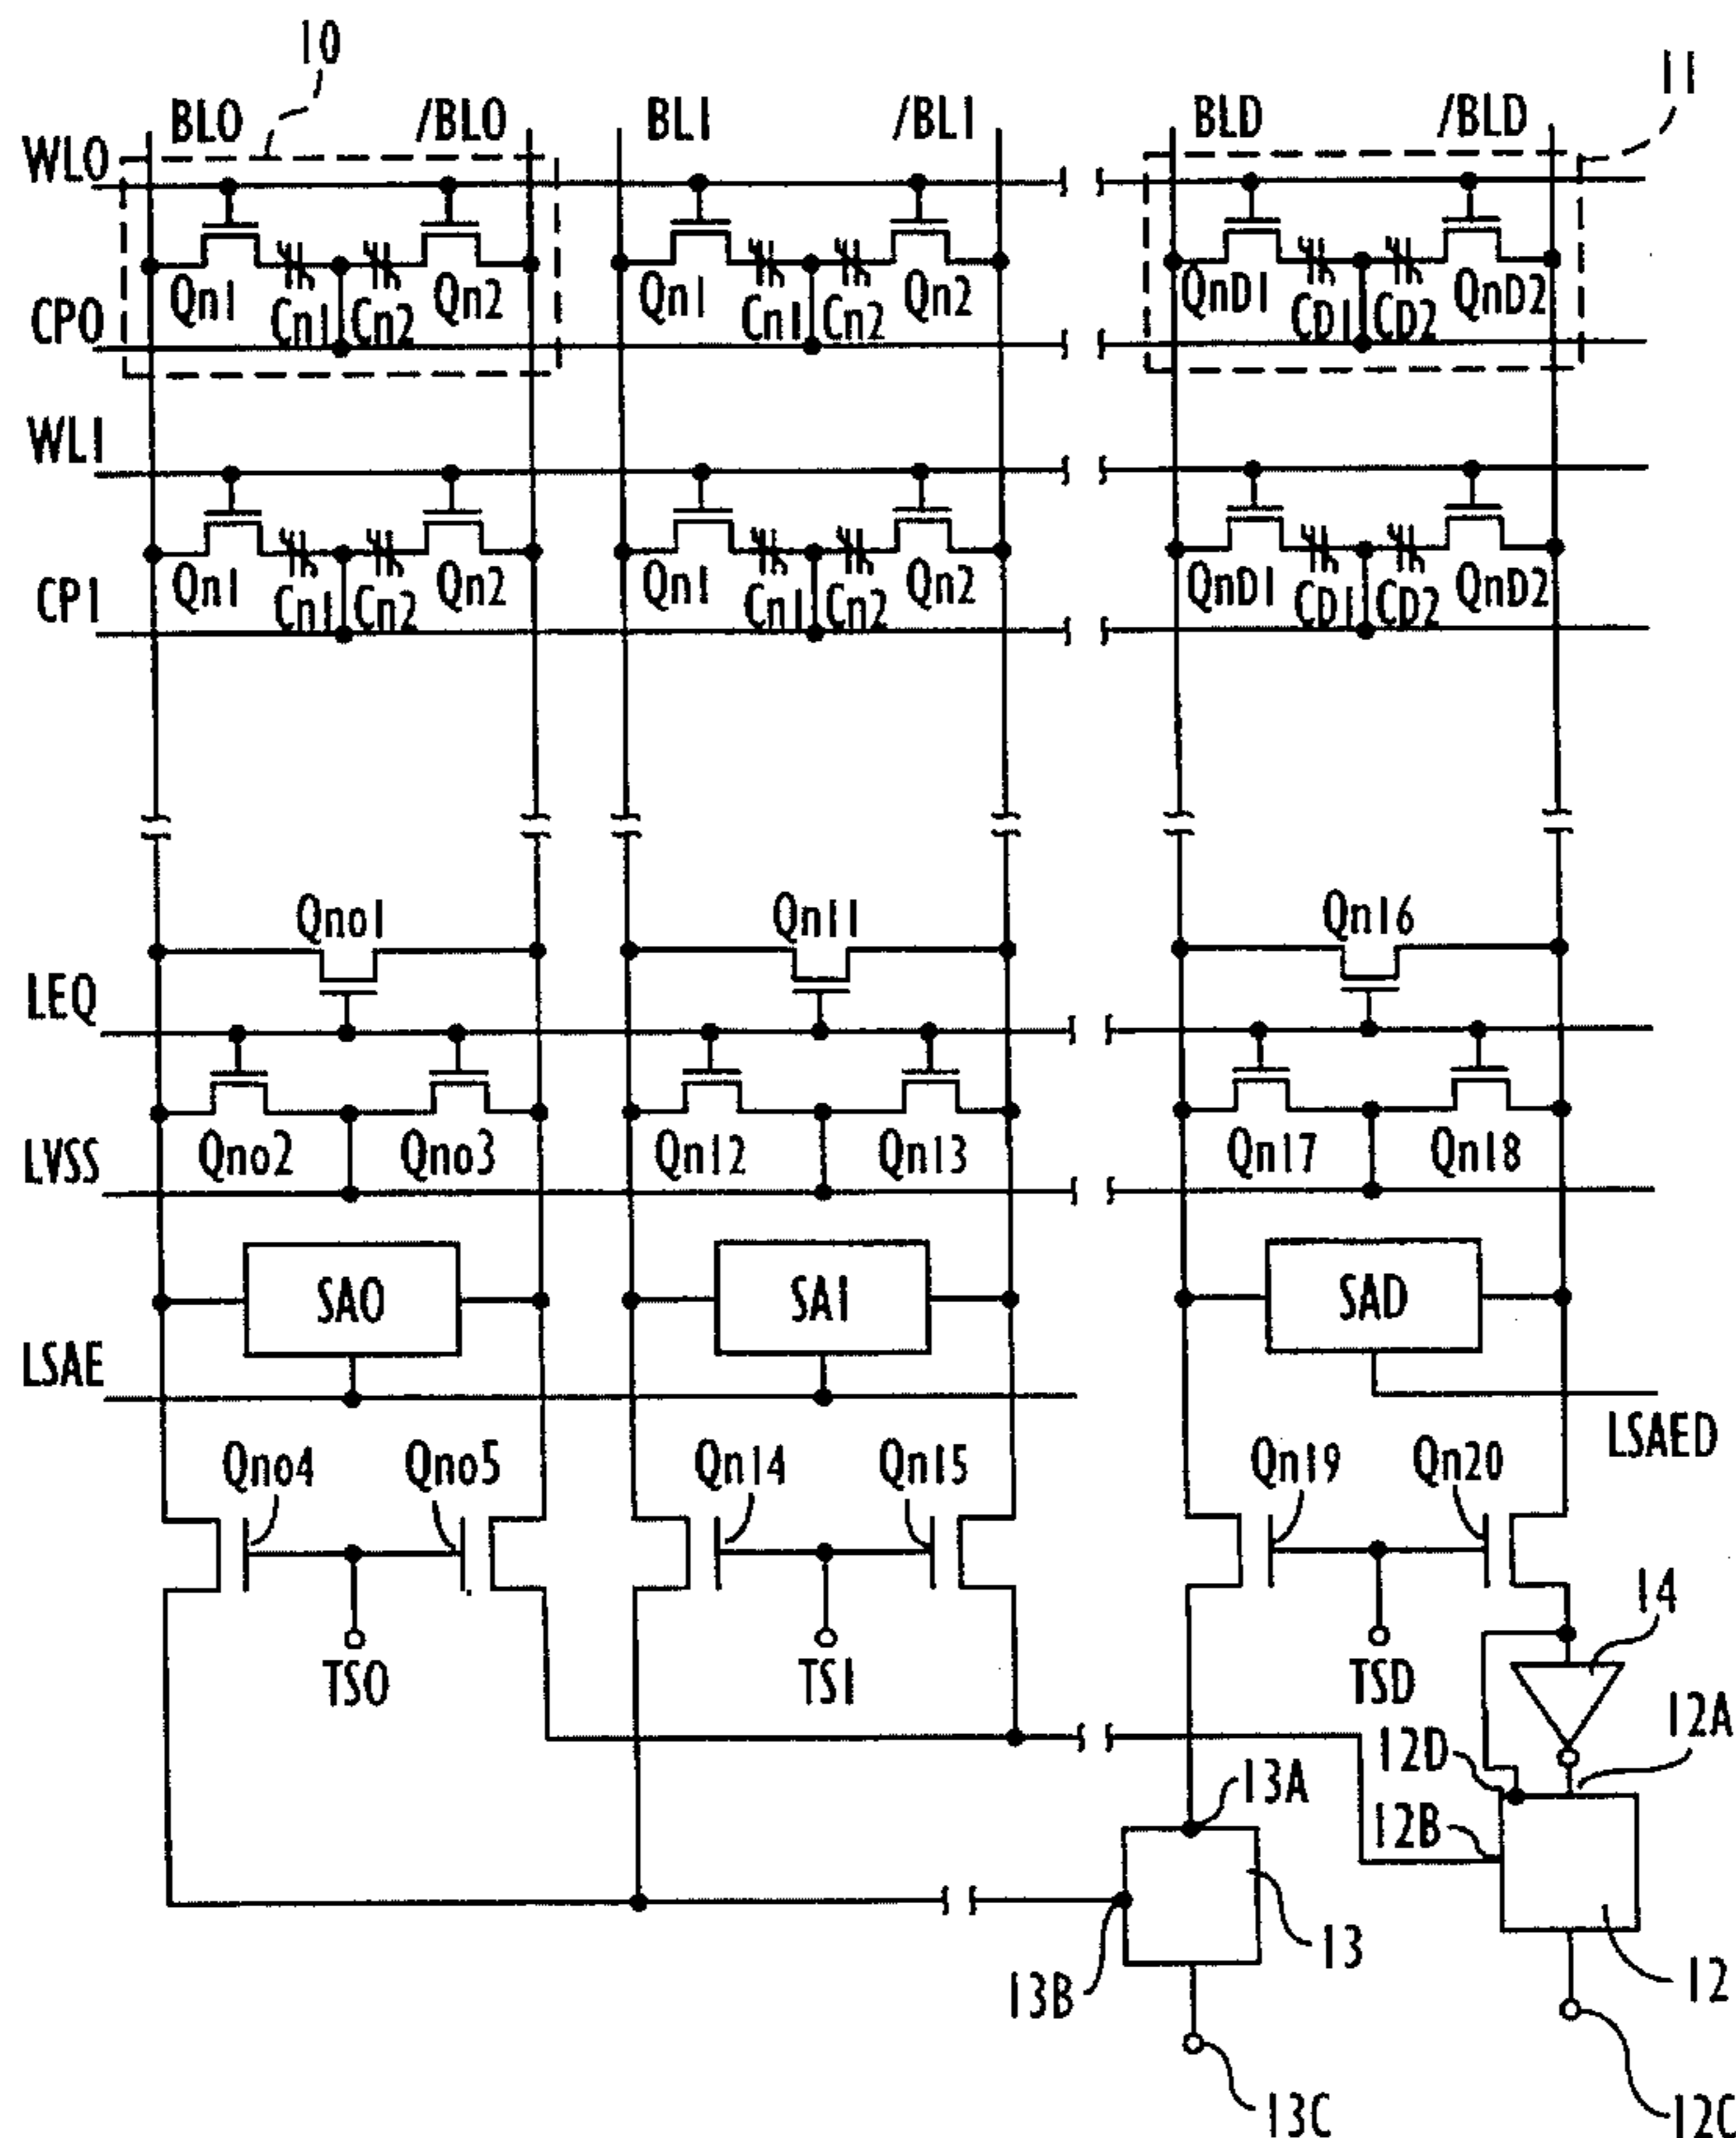 10
11
BL0 /BL0 BL1 /BL1 BLD /BLD
WL0
Qn1 Cn1 Cn2 Qn2 Qn1 Cn1 Cn2 Qn2 QnD1 CD1 CD2 QnD2
CP0
WL1
Qn1 Cn1 Cn2 Qn2 Qn1 Cn1 Cn2 Qn2 QnD1 CD1 CD2 QnD2
CP1
Qno1 Qn11 Qn16
LEQ
Qno2 Qno3 Qn12 Qn13 Qn17 Qn18
LVSS
SA0 SA1 SAD
LSAE
LSAED
Qno4 Qno5 Qn14 Qn15 Qn19 Qn20
14
TS0 TS1 TSD
12A
12D
13A
12B
13
12
13B
13C
12C